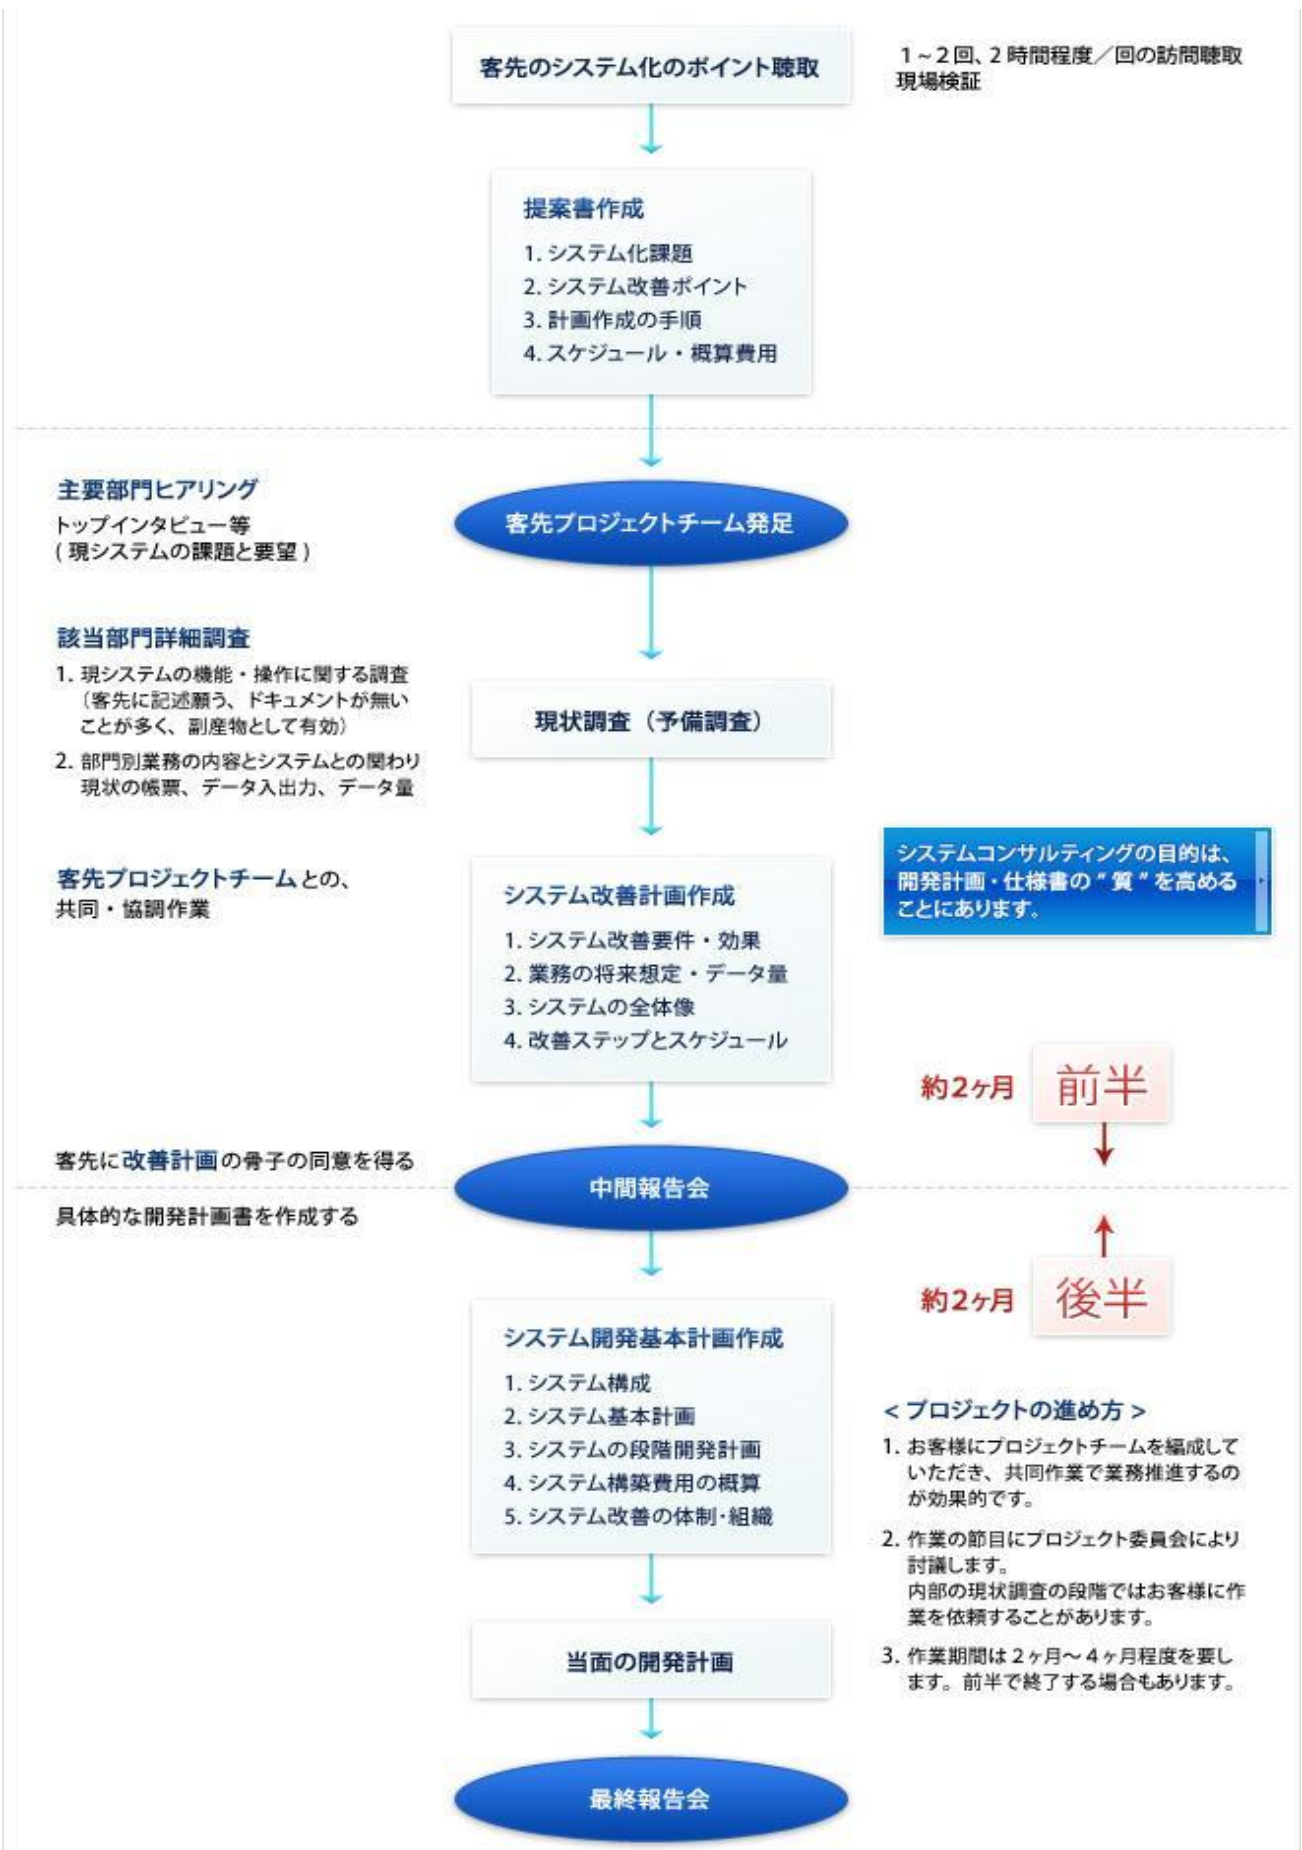 客先のシステム化のポイント聴取
1～2回、2時間程度／回の訪問聴取
現場検証
提案書作成
1. システム化課題
2. システム改善ポイント
3. 計画作成の手順
4. スケジュール・概算費用
主要部門ヒアリング
トップインタビュー等
( 現システムの課題と要望 )
客先プロジェクトチーム発足
該当部門詳細調査
1. 現システムの機能・操作に関する調査
（客先に記述願う、ドキュメントが無い
ことが多く、副産物として有効）
2. 部門別業務の内容とシステムとの関わり
現状の帳票、データ入出力、データ量
現状調査（予備調査）
客先プロジェクトチームとの、
共同・協調作業
システム改善計画作成
1. システム改善要件・効果
2. 業務の将来想定・データ量
3. システムの全体像
4. 改善ステップとスケジュール
システムコンサルティングの目的は、
開発計画・仕様書の“質”を高める
ことにあります。
約2ヶ月 前半
客先に改善計画の骨子の同意を得る
中間報告会
具体的な開発計画書を作成する
約2ヶ月 後半
システム開発基本計画作成
1. システム構成
2. システム基本計画
3. システムの段階開発計画
4. システム構築費用の概算
5. システム改善の体制･組織
< プロジェクトの進め方 >
1. お客様にプロジェクトチームを編成して
いただき、共同作業で業務推進するの
が効果的です。
2. 作業の節目にプロジェクト委員会により
討議します。
内部の現状調査の段階ではお客様に作
業を依頼することがあります。
3. 作業期間は2ヶ月～4ヶ月程度を要し
ます。前半で終了する場合もあります。
当面の開発計画
最終報告会